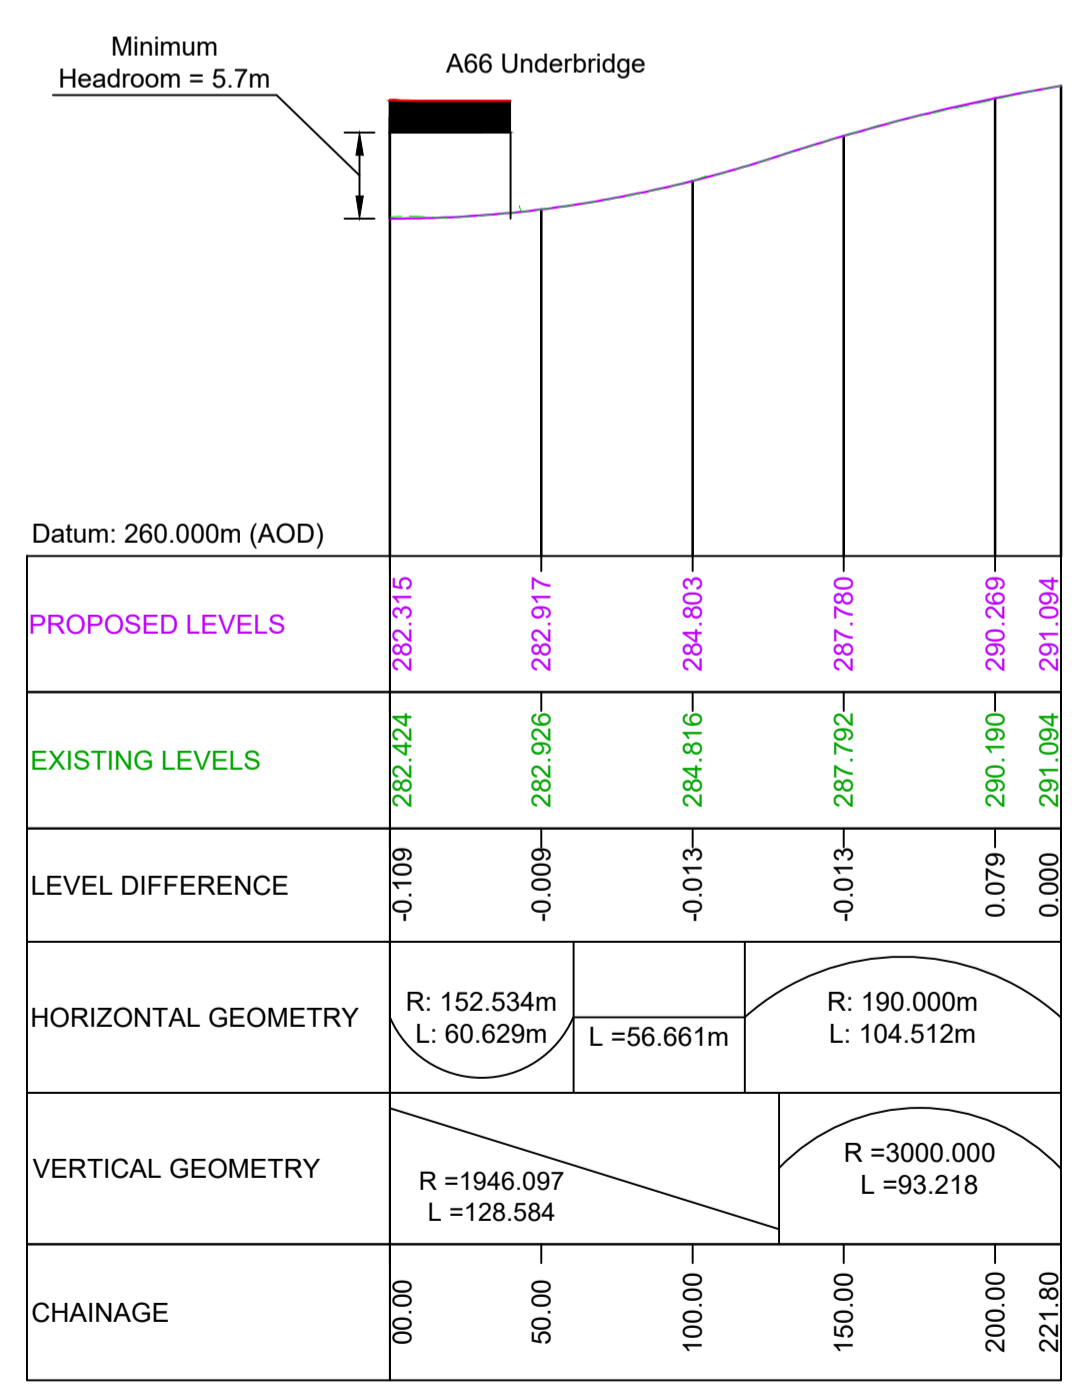 Minimum
Headroom = 5.7m
A66 Underbridge
Datum: 260.000m (AOD)
PROPOSED LEVELS
282.315
282.917
284.803
287.780
290.269
291.094
EXISTING LEVELS
282.424
282.926
284.816
287.792
290.190
291.094
LEVEL DIFFERENCE
-0.109
-0.009
-0.013
-0.013
0.079
0.000
HORIZONTAL GEOMETRY
R: 152.534m
L: 60.629m
L =56.661m
R: 190.000m
L: 104.512m
VERTICAL GEOMETRY
R =1946.097
L =128.584
R =3000.000
L =93.218
CHAINAGE
00.00
50.00
100.00
150.00
200.00
221.80